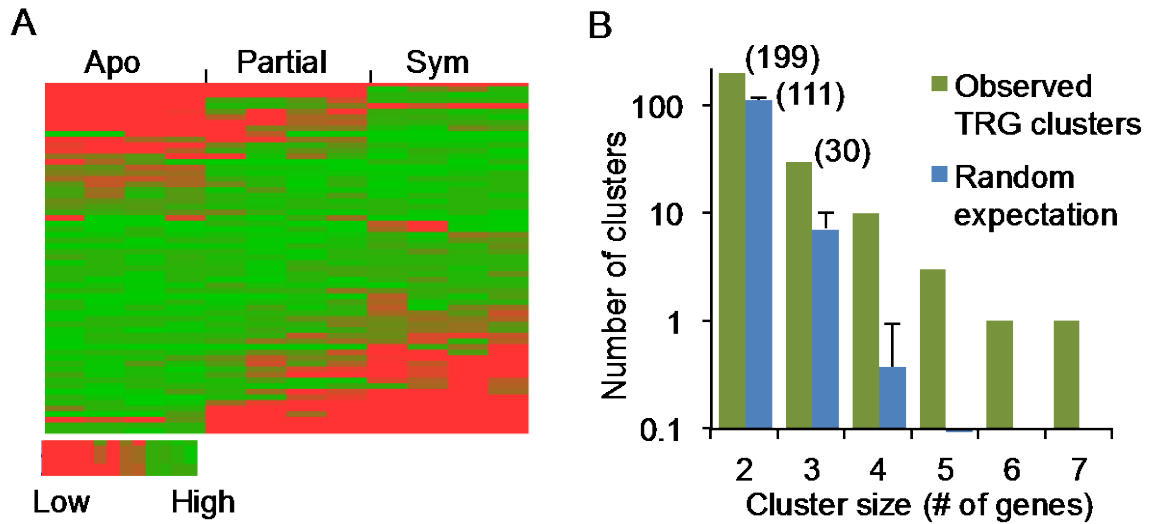 A
Apo Partial Sym
Low High
B
Number of clusters
100
10
1
0.1
(199)
(111)
(30)
Observed
TRG clusters
Random
expectation
2 3 4 5 6 7
Cluster size (# of genes)